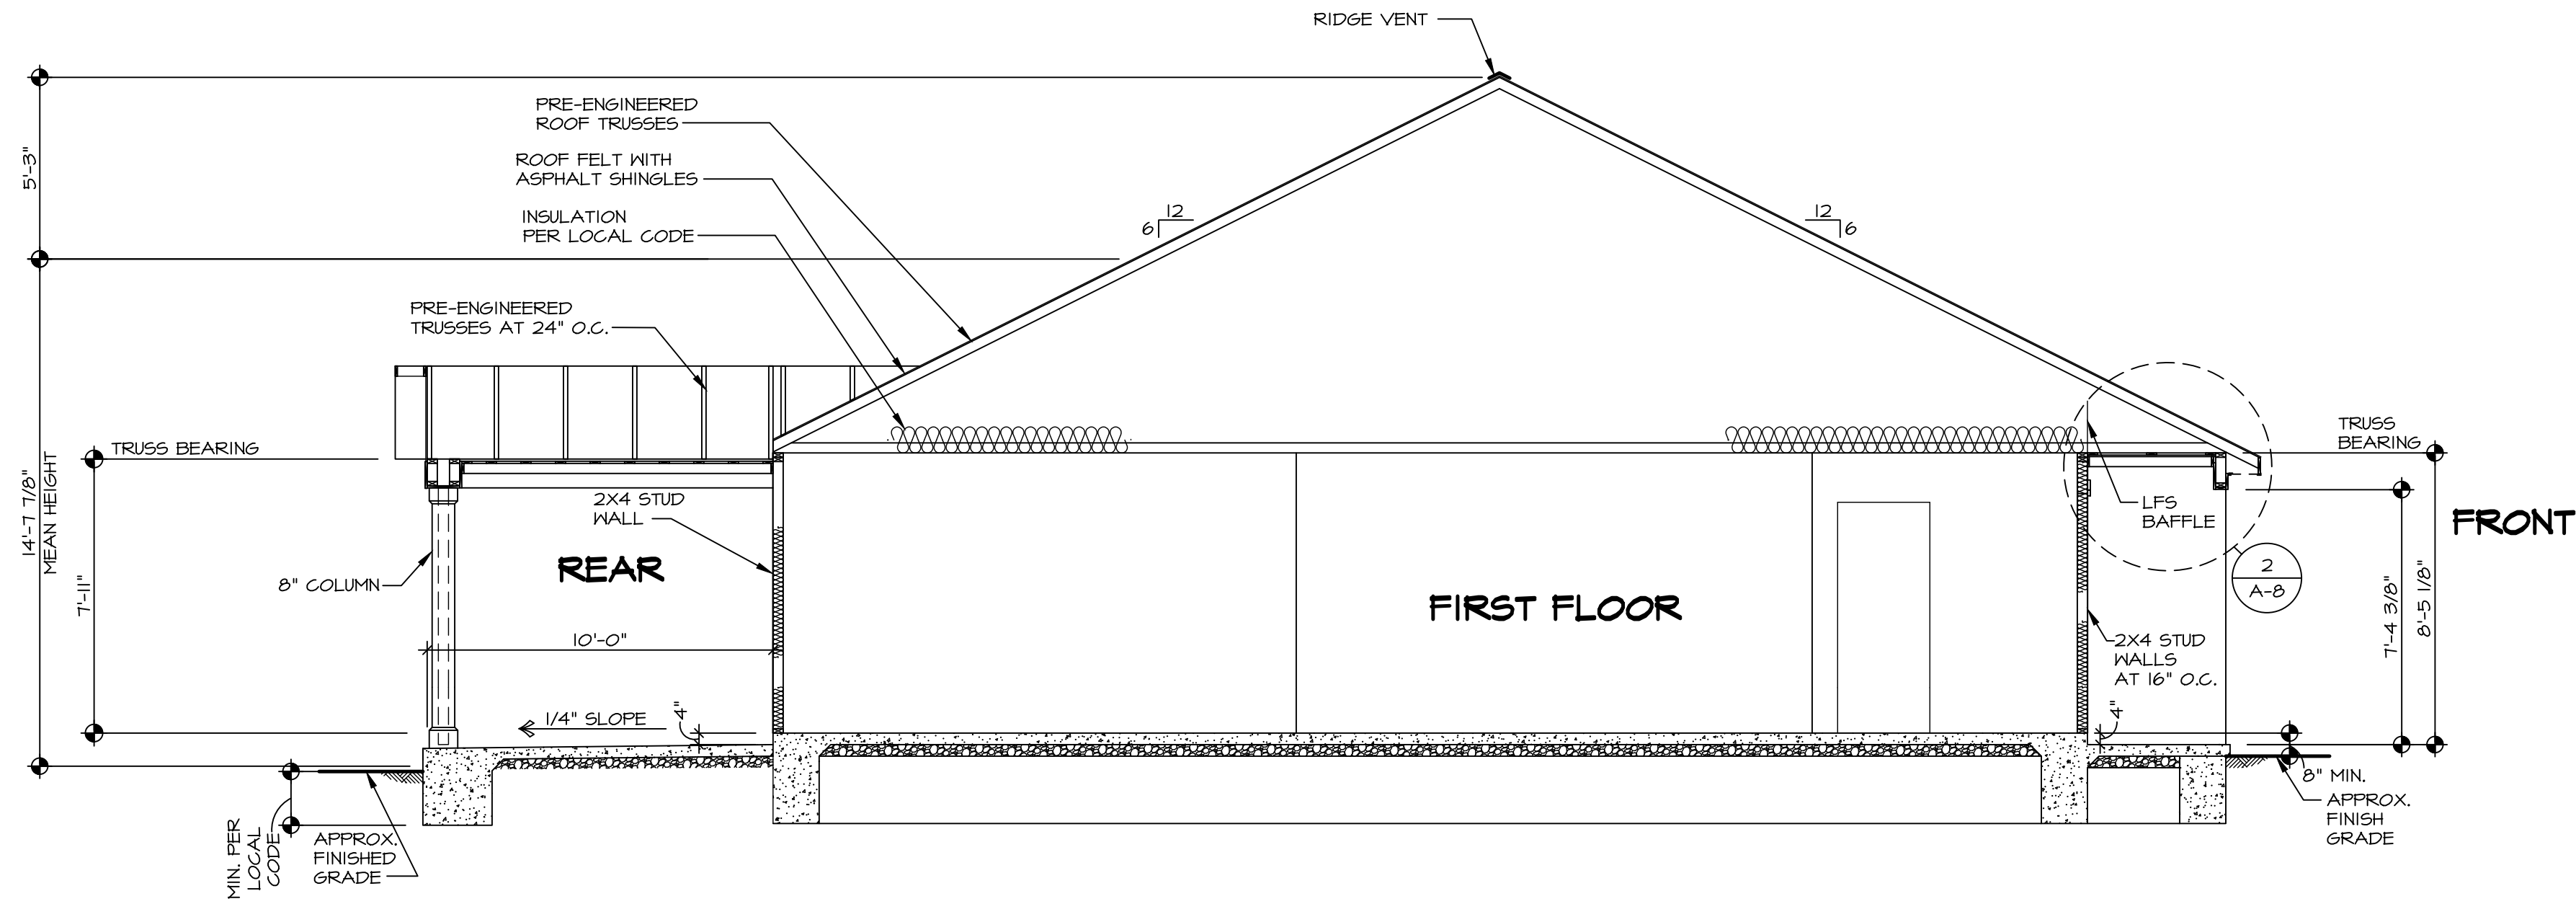 RIDGE VENT
PRE-ENGINEERED
ROOF TRUSSES
ROOF FELT WITH
ASPHALT SHINGLES
INSULATION
PER LOCAL CODE
PRE-ENGINEERED
TRUSSES AT 24" O.C.
5'-3"
14'-7 7/8"
MEAN HEIGHT
12
6
12
6
TRUSS BEARING
7'-11"
2X4 STUD
WALL
8" COLUMN
REAR
10'-0"
1/4" SLOPE
4"
FIRST FLOOR
TRUSS
BEARING
LFS
BAFFLE
FRONT
2
A-8
7'-4 3/8"
8'-5 1/8"
2X4 STUD
WALLS
AT 16" O.C.
4"
8" MIN.
APPROX.
FINISH
GRADE
MIN. PER
LOCAL
CODE
APPROX.
FINISHED
GRADE